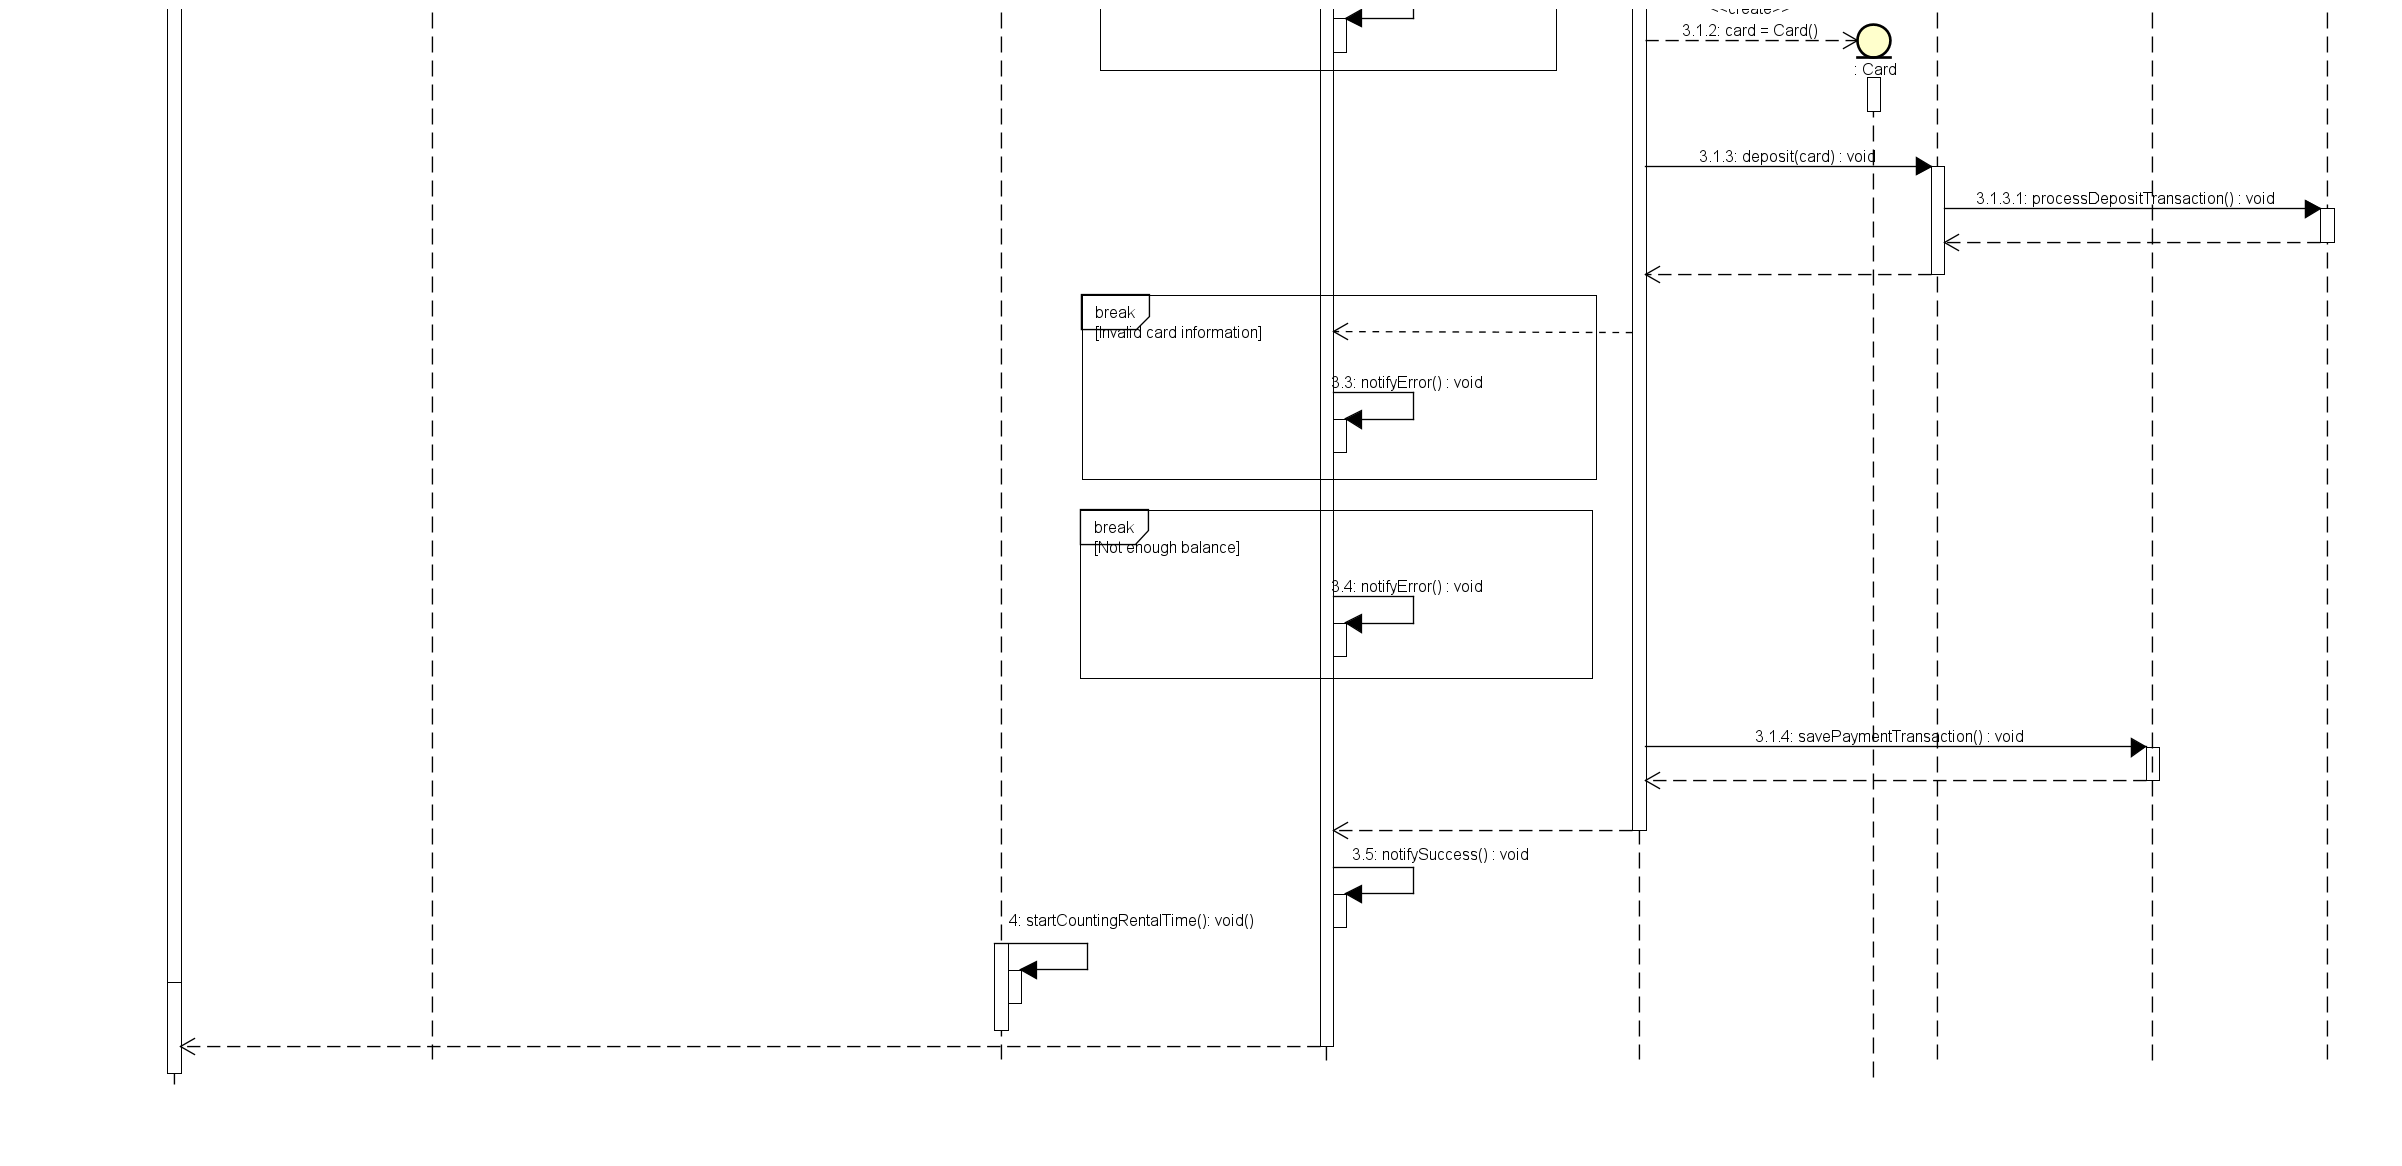 <<create>>
3.1.2: card = Card()
: Card
3.1.3: deposit(card) : void
3.1.3.1: processDepositTransaction() : void
break
[Invalid card information]
3.3: notifyError() : void
break
[Not enough balance]
3.4: notifyError() : void
3.1.4: savePaymentTransaction() : void
3.5: notifySuccess() : void
4: startCountingRentalTime(): void()